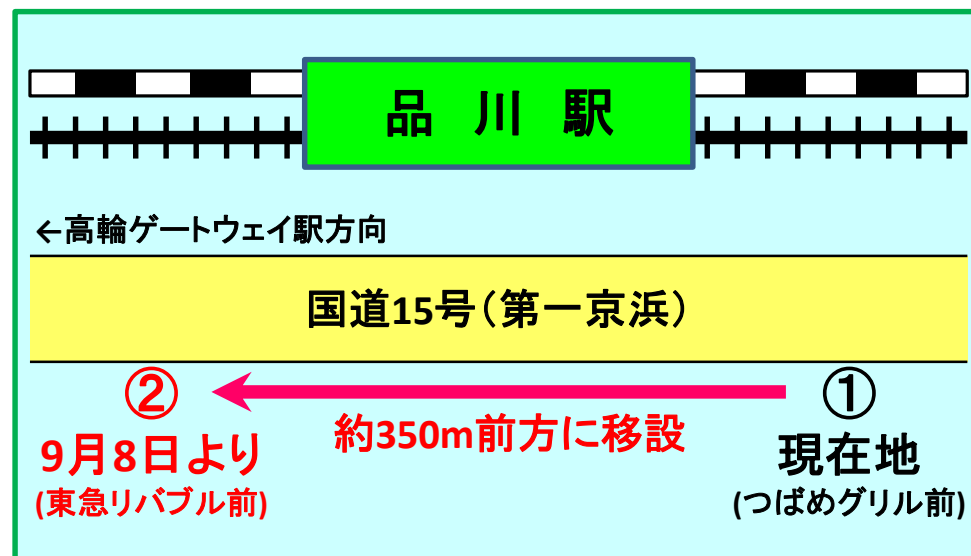 品川駅
←高輪ゲートウェイ駅方向
国道15号(第一京浜)
②
9月8日より
(東急リバブル前)
約350m前方に移設
①
現在地
(つばめグリル前)